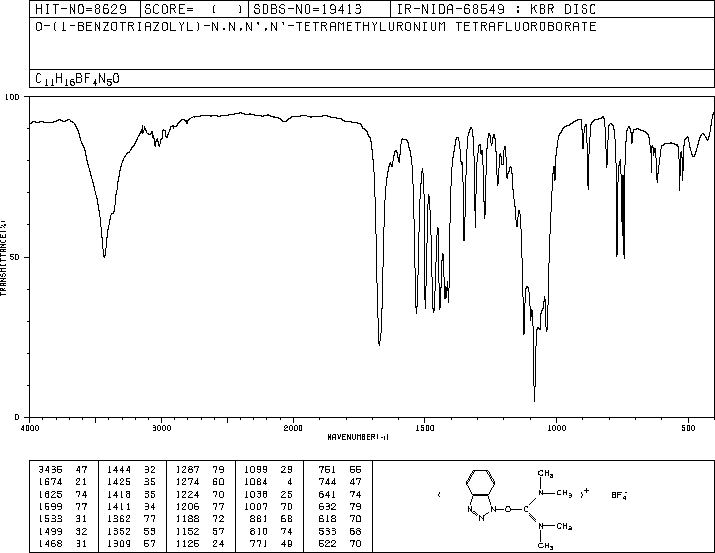 HIT-NO=8629 SCORE= ( ) SDBS-NO=19413 IR-NIDA-68549 : KBR DISC
O-(1-BENZOTRIAZOLYL)-N,N,N',N'-TETRAMETHYLURONIUM TETRAFLUOROBORATE
C11H16BF4N5O
100
50
0
TRANSMITTANCE(%)
4000 3000 2000 1500 1000 500
WAVENUMBER(-1)
3436 47 1444 32 1287 79 1099 29 761 66
1674 21 1425 35 1274 60 1084 4 744 47
1625 74 1418 35 1224 70 1038 25 641 74
1599 77 1411 34 1206 77 1007 70 632 79
1533 31 1362 77 1188 72 881 68 618 70
1499 32 1352 55 1152 57 810 74 533 68
1468 31 1309 57 1126 24 771 49 522 70
CH3
N-CH3
N N O C )+ BF4-
N N-CH3
CH3